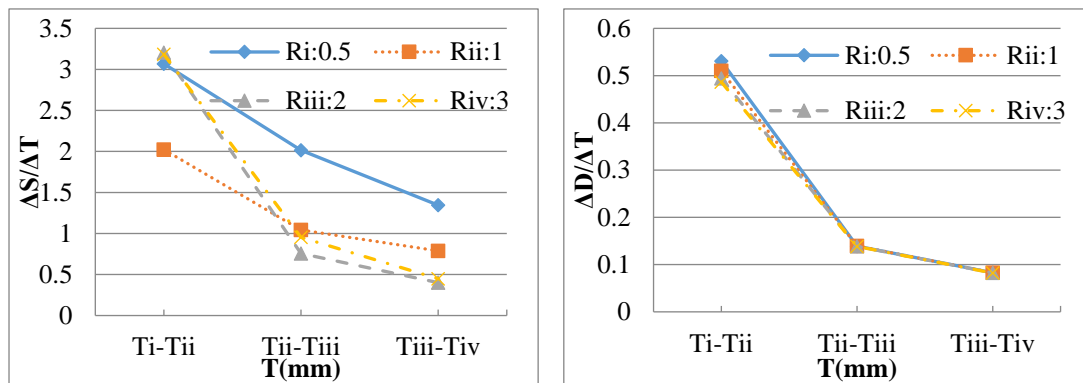 3.5
3
2.5
2
1.5
1
0.5
0
ΔS/ΔT
Ri:0.5 Rii:1
Riii:2 Riv:3
Ti-Tii Tii-Tiii Tiii-Tiv
T(mm)
0.6
0.5
0.4
0.3
0.2
0.1
0
ΔD/ΔT
Ri:0.5 Rii:1
Riii:2 Riv:3
Ti-Tii Tii-Tiii Tiii-Tiv
T(mm)